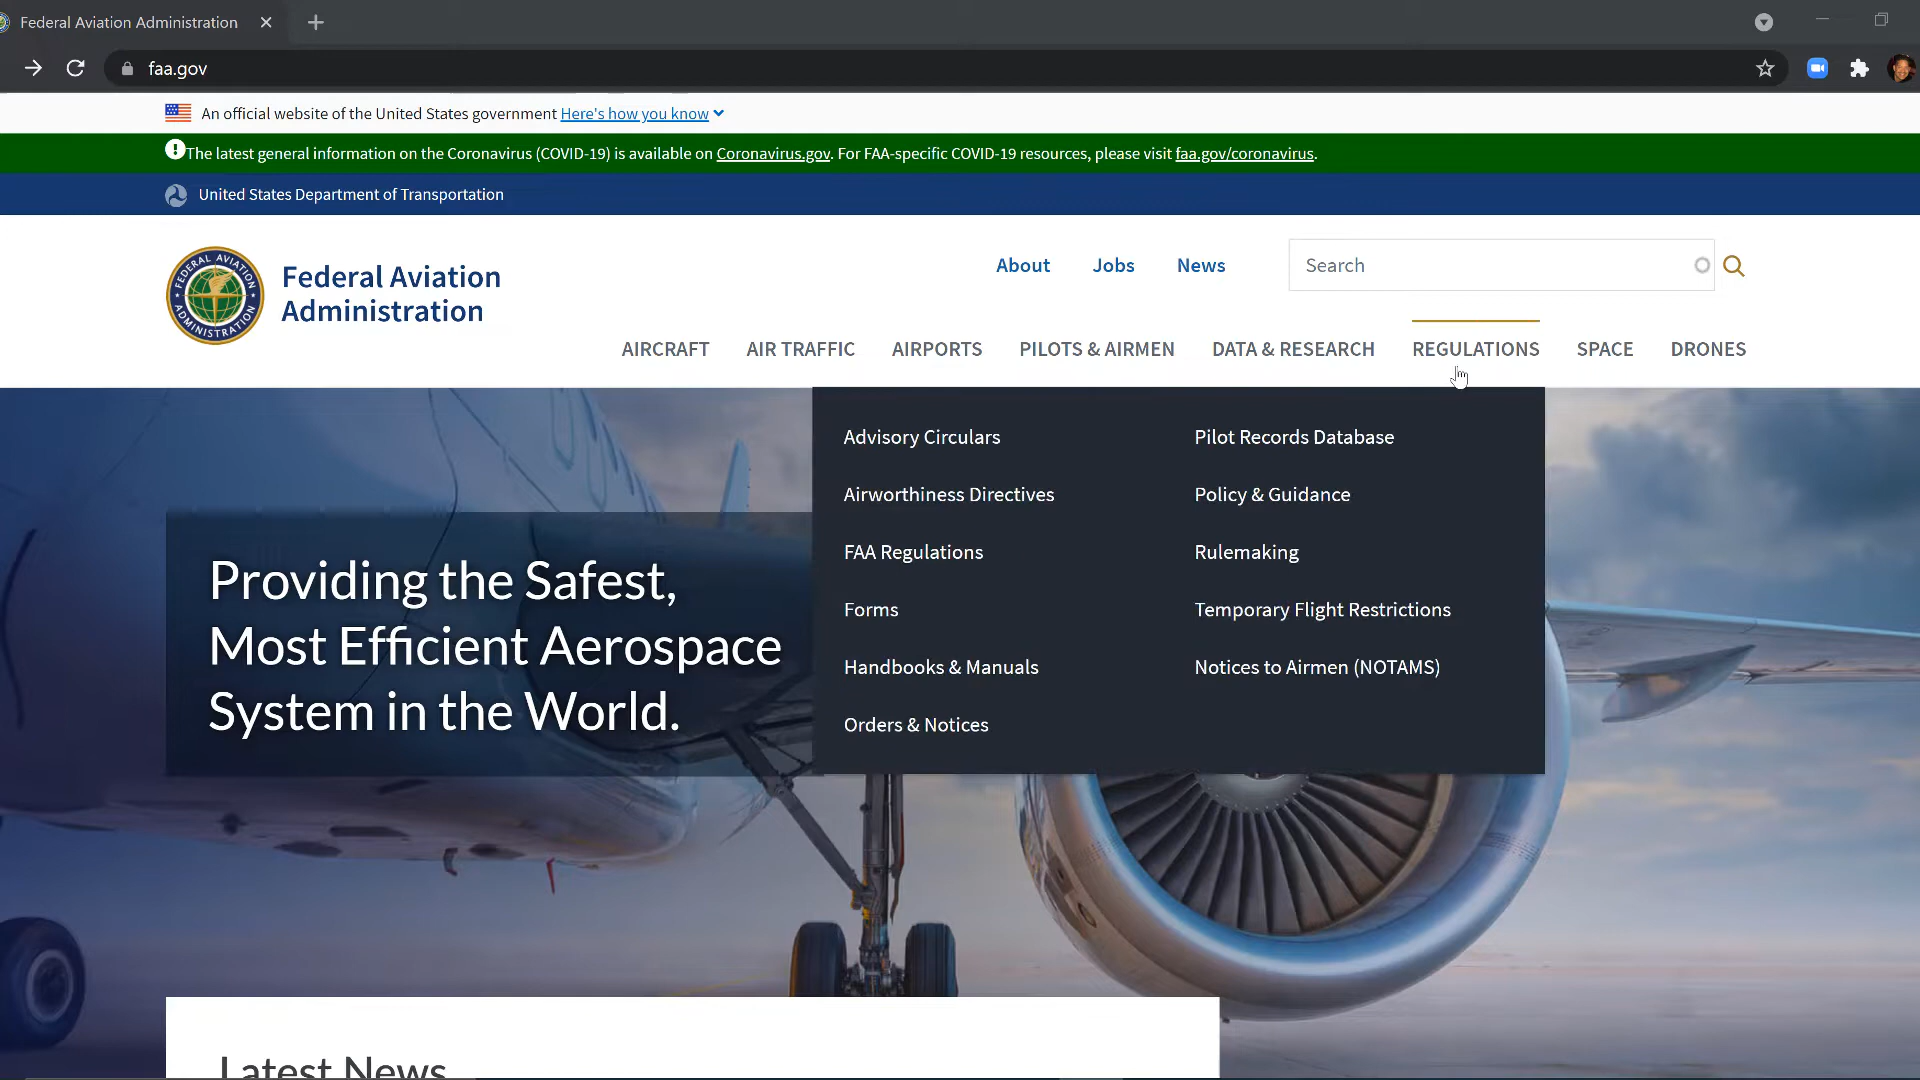 Federal Aviation Administration
faa.gov
An official website of the United States government Here's how you know
The latest general information on the Coronavirus (COVID-19) is available on Coronavirus.gov. For FAA-specific COVID-19 resources, please visit faa.gov/coronavirus.
United States Department of Transportation
FEDERAL AVIATION ADMINISTRATION
Federal Aviation
Administration
About Jobs News Search
AIRCRAFT AIR TRAFFIC AIRPORTS PILOTS & AIRMEN DATA & RESEARCH REGULATIONS SPACE DRONES
Advisory Circulars
Airworthiness Directives
FAA Regulations
Forms
Handbooks & Manuals
Orders & Notices
Pilot Records Database
Policy & Guidance
Rulemaking
Temporary Flight Restrictions
Notices to Airmen (NOTAMS)
Providing the Safest,
Most Efficient Aerospace
System in the World.
Latest News